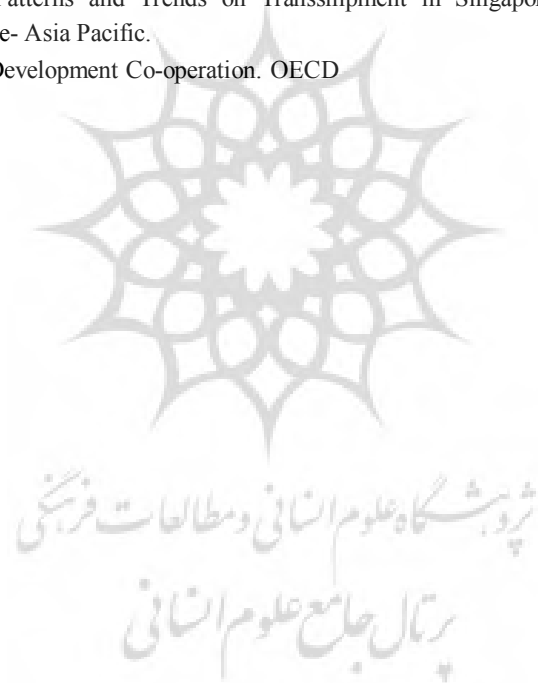 Patterns and Trends on Transshipment in Singapor
e- Asia Pacific.
Development Co-operation. OECD
پژوهشگاه علوم انسانی و مطالعات فرهنگی
پرتال جامع علوم انسانی